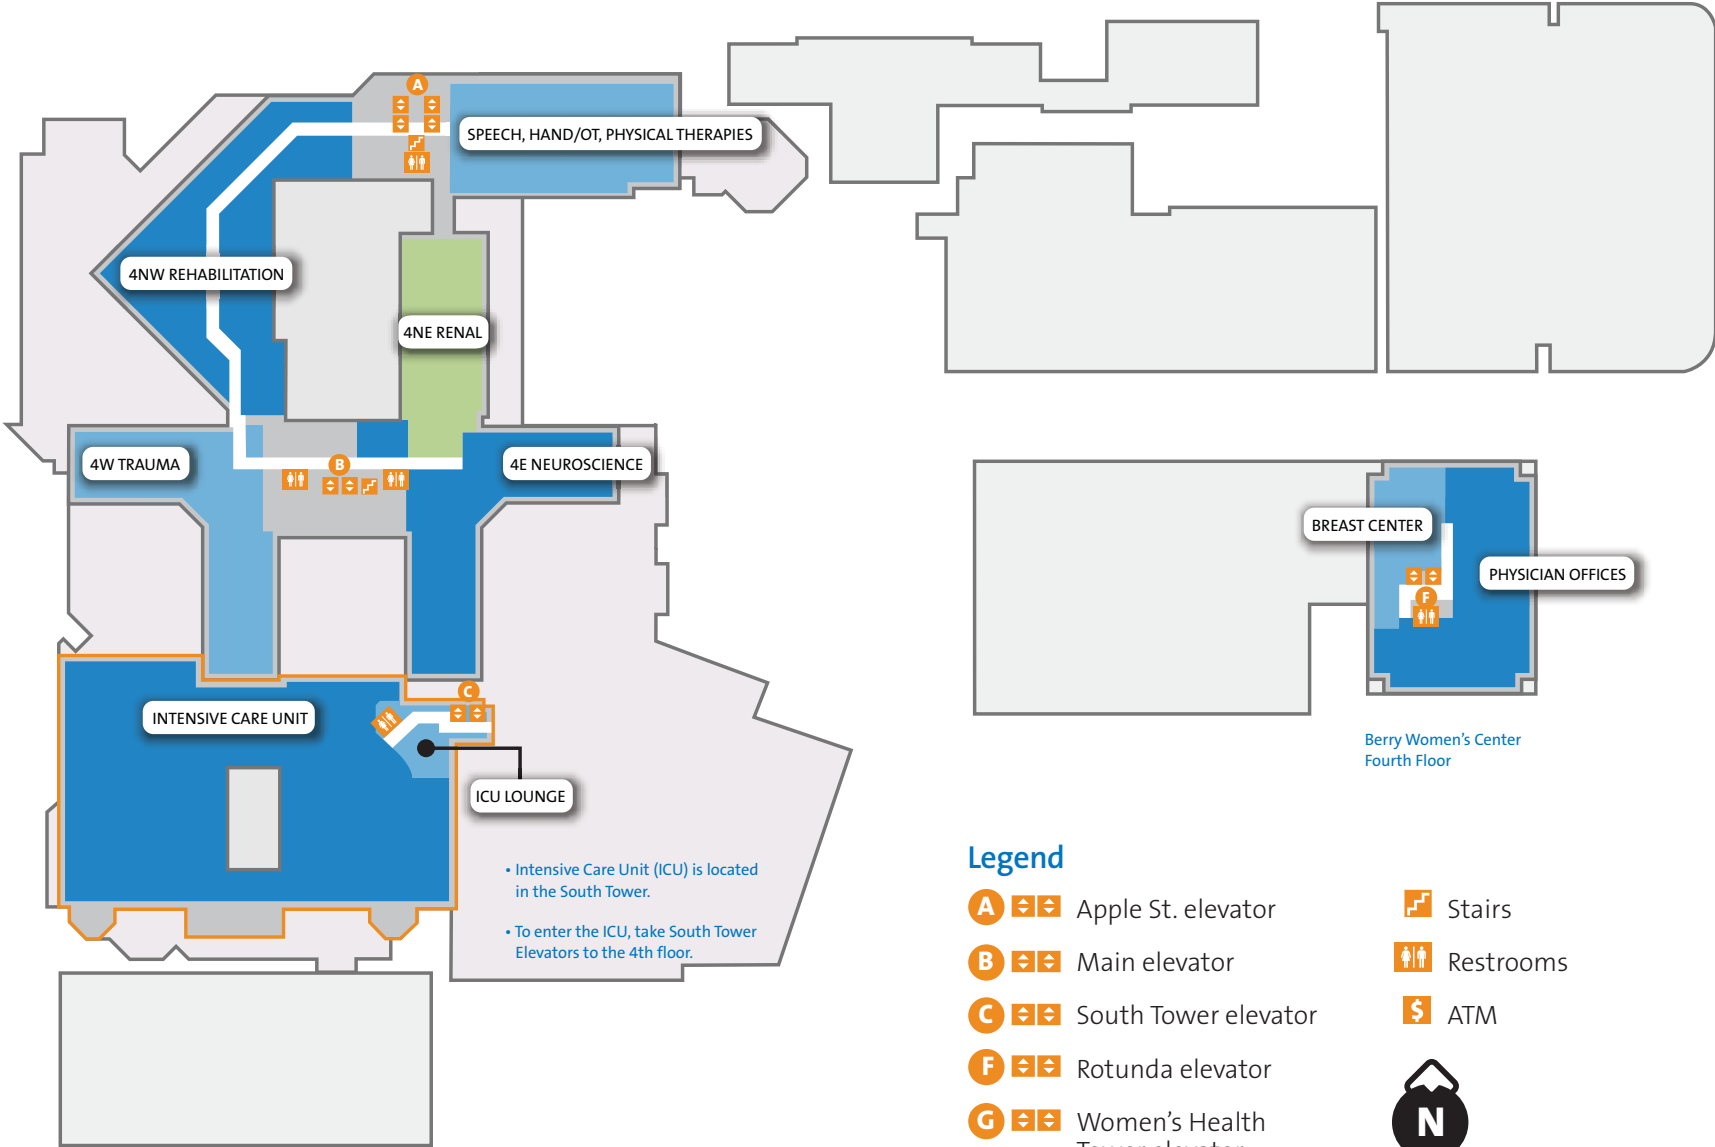 A
SPEECH, HAND/OT, PHYSICAL THERAPIES
4NW REHABILITATION
4NE RENAL
4W TRAUMA
B
4E NEUROSCIENCE
BREAST CENTER
PHYSICIAN OFFICES
F
C
INTENSIVE CARE UNIT
ICU LOUNGE
Berry Women's Center
Fourth Floor
• Intensive Care Unit (ICU) is located
in the South Tower.
• To enter the ICU, take South Tower
Elevators to the 4th floor.
Legend
A Apple St. elevator
B Main elevator
C South Tower elevator
F Rotunda elevator
G Women's Health
Tower elevator
Stairs
Restrooms
$ ATM
N